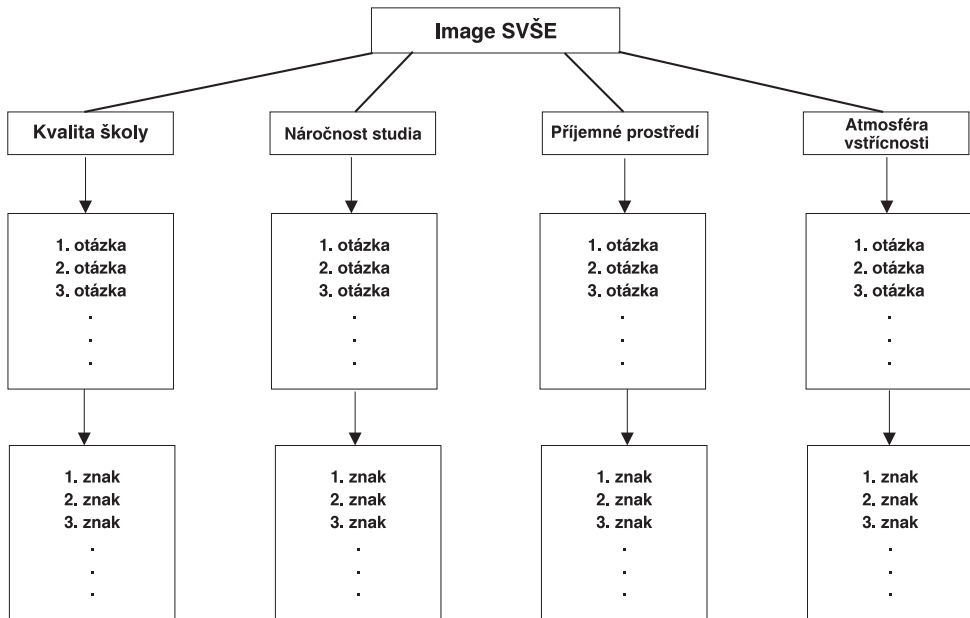 Image SVŠE
Kvalita školy
Náročnost studia
Příjemné prostředí
Atmosféra
vstřícnosti
1. otázka
2. otázka
3. otázka
.
.
.
1. otázka
2. otázka
3. otázka
.
.
.
1. otázka
2. otázka
3. otázka
.
.
.
1. otázka
2. otázka
3. otázka
.
.
.
1. znak
2. znak
3. znak
.
.
.
1. znak
2. znak
3. znak
.
.
.
1. znak
2. znak
3. znak
.
.
.
1. znak
2. znak
3. znak
.
.
.